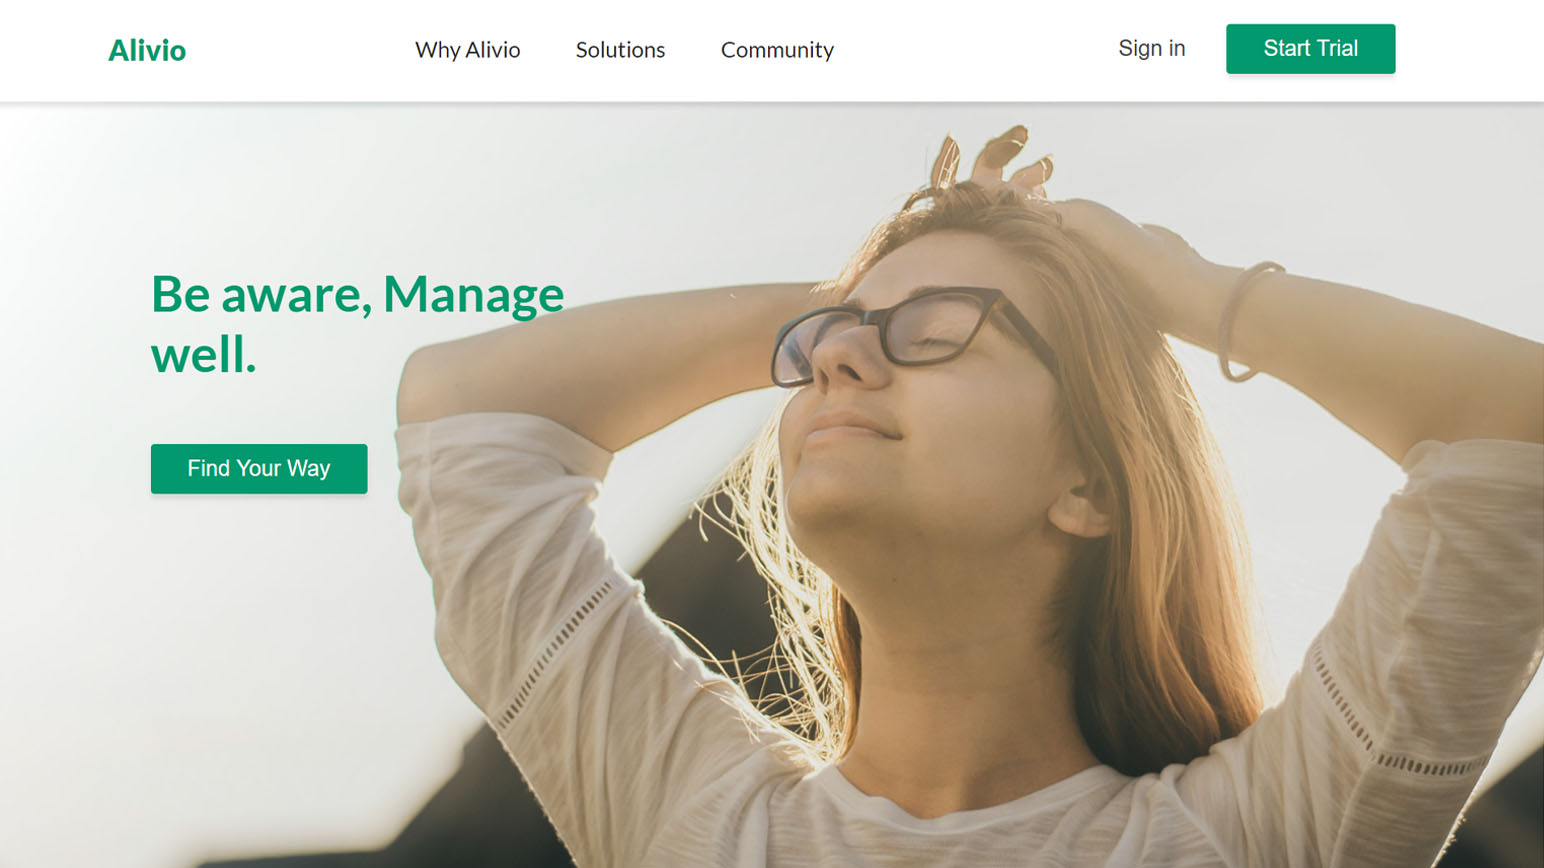 Alivio
Why Alivio
Solutions
Community
Sign in
Start Trial
Be aware, Manage
well.
Find Your Way